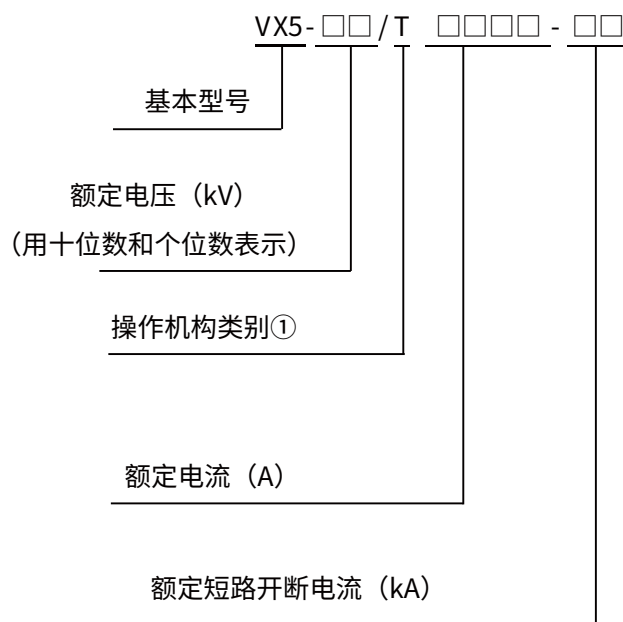 VX5-□□/T □□□□-□□
基本型号
额定电压（kV）
（用十位数和个位数表示）
操作机构类别①
额定电流（A）
额定短路开断电流（kA）